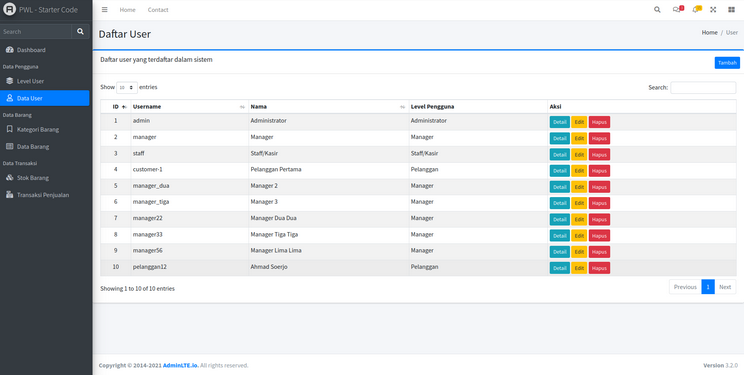 PWL - Starter Code
Home Contact
Search
Daftar User
Home / User
Dashboard
Data Pengguna
Level User
Data User
Data Barang
Kategori Barang
Data Barang
Data Transaksi
Stok Barang
Transaksi Penjualan
Daftar user yang terdaftar dalam sistem
Tambah
Show 10 entries
Search:
ID Username Nama Level Pengguna Aksi
1 admin Administrator Administrator Detail Edit Hapus
2 manager Manager Manager Detail Edit Hapus
3 staff Staff/Kasir Staff/Kasir Detail Edit Hapus
4 customer-1 Pelanggan Pertama Pelanggan Detail Edit Hapus
5 manager_dua Manager 2 Manager Detail Edit Hapus
6 manager_tiga Manager 3 Manager Detail Edit Hapus
7 manager22 Manager Dua Dua Manager Detail Edit Hapus
8 manager33 Manager Tiga Tiga Manager Detail Edit Hapus
9 manager56 Manager Lima Lima Manager Detail Edit Hapus
10 pelanggan12 Ahmad Soerjo Pelanggan Detail Edit Hapus
Showing 1 to 10 of 10 entries
Previous 1 Next
Copyright © 2014-2021 AdminLTE.io. All rights reserved.
Version 3.2.0